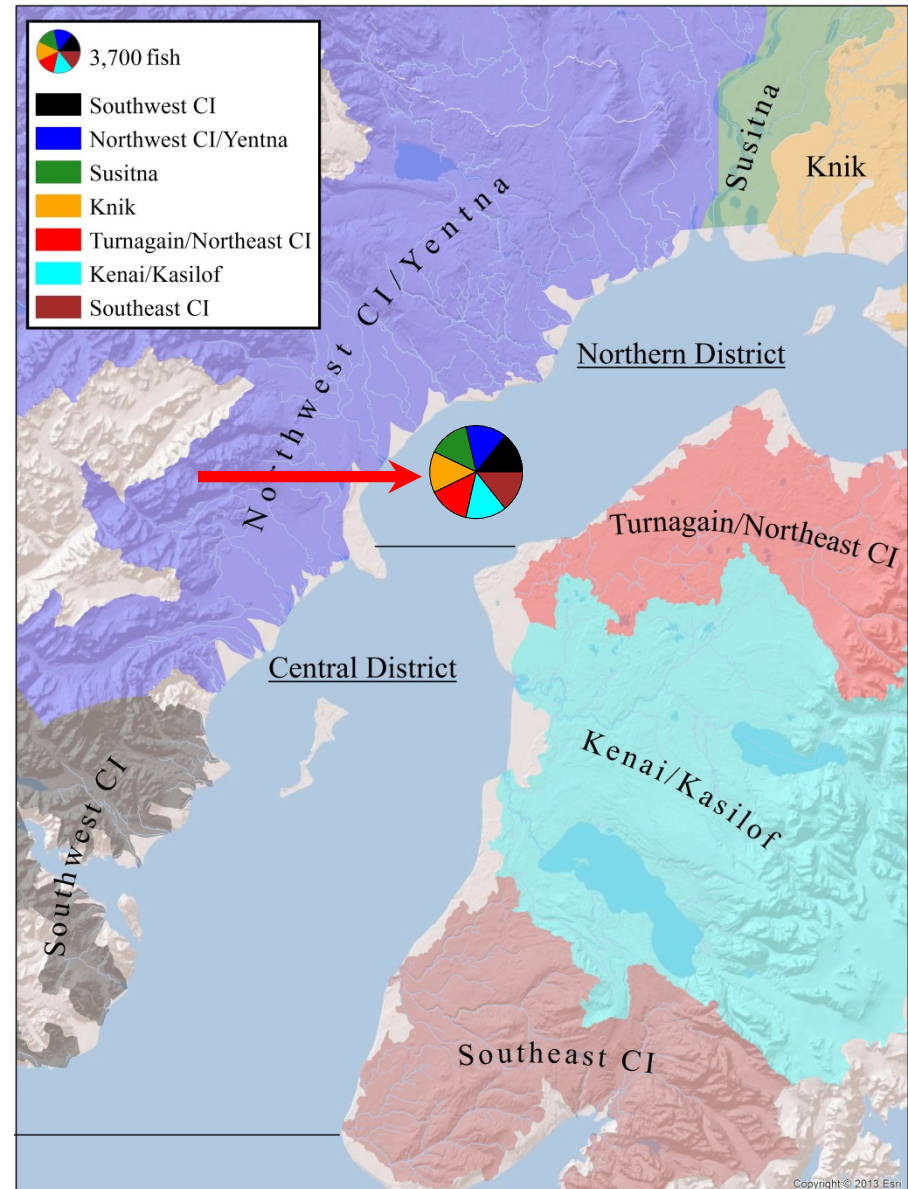 3,700 fish
Southwest CI
Northwest CI/Yentna
Susitna
Knik
Turnagain/Northeast CI
Kenai/Kasilof
Southeast CI
Susitna
Knik
Northwest CI/Yentna
Northern District
Turnagain/Northeast CI
Central District
Kenai/Kasilof
Southwest CI
Southeast CI
Copyright © 2013 Esri